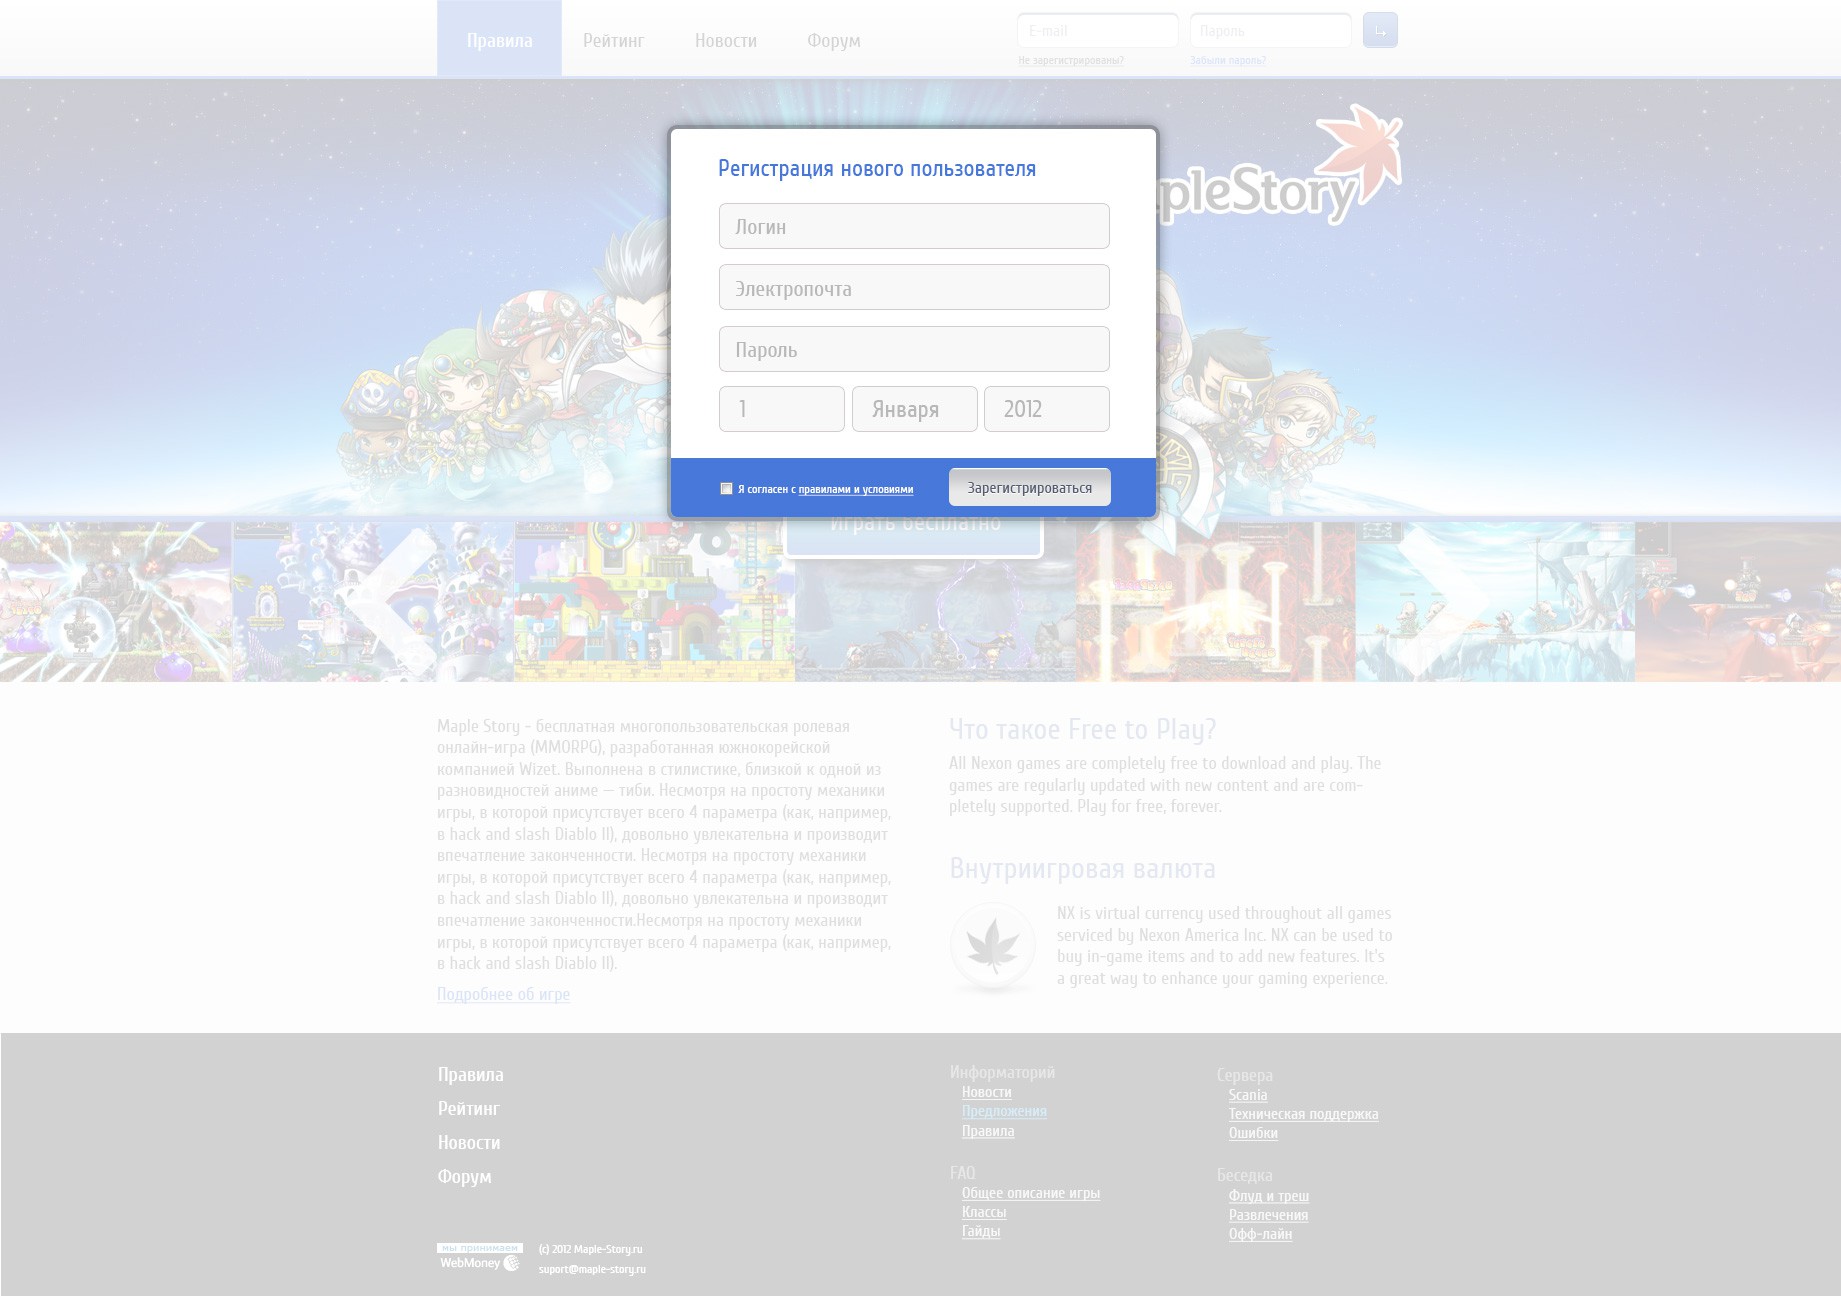 Правила
Рейтинг
Новости
Форум
E-mail
Пароль
Не зарегистрированы?
Забыли пароль?
pleStory
Регистрация нового пользователя
Логин
Электропочта
Пароль
1
Января
2012
Я согласен с правилами и условиями
Зарегистрироваться
Играть бесплатно
Maple Story - бесплатная многопользовательская ролевая
онлайн-игра (MMORPG), разработанная южнокорейской
компанией Wizet. Выполнена в стилистике, близкой к одной из
разновидностей аниме — тиби. Несмотря на простоту механики
игры, в которой присутствует всего 4 параметра (как, например,
в hack and slash Diablo II), довольно увлекательна и производит
впечатление законченности. Несмотря на простоту механики
игры, в которой присутствует всего 4 параметра (как, например,
в hack and slash Diablo II), довольно увлекательна и производит
впечатление законченности.Несмотря на простоту механики
игры, в которой присутствует всего 4 параметра (как, например,
в hack and slash Diablo II).
Подробнее об игре
Что такое Free to Play?
All Nexon games are completely free to download and play. The
games are regularly updated with new content and are com-
pletely supported. Play for free, forever.
Внутриигровая валюта
NX is virtual currency used throughout all games
serviced by Nexon America Inc. NX can be used to
buy in-game items and to add new features. It's
a great way to enhance your gaming experience.
Правила
Рейтинг
Новости
Форум
мы принимаем
WebMoney
(c) 2012 Maple-Story.ru
suport@maple-story.ru
Информаторий
Новости
Предложения
Правила
FAQ
Общее описание игры
Классы
Гайды
Сервера
Scania
Техническая поддержка
Ошибки
Беседка
Флуд и треш
Развлечения
Офф-лайн